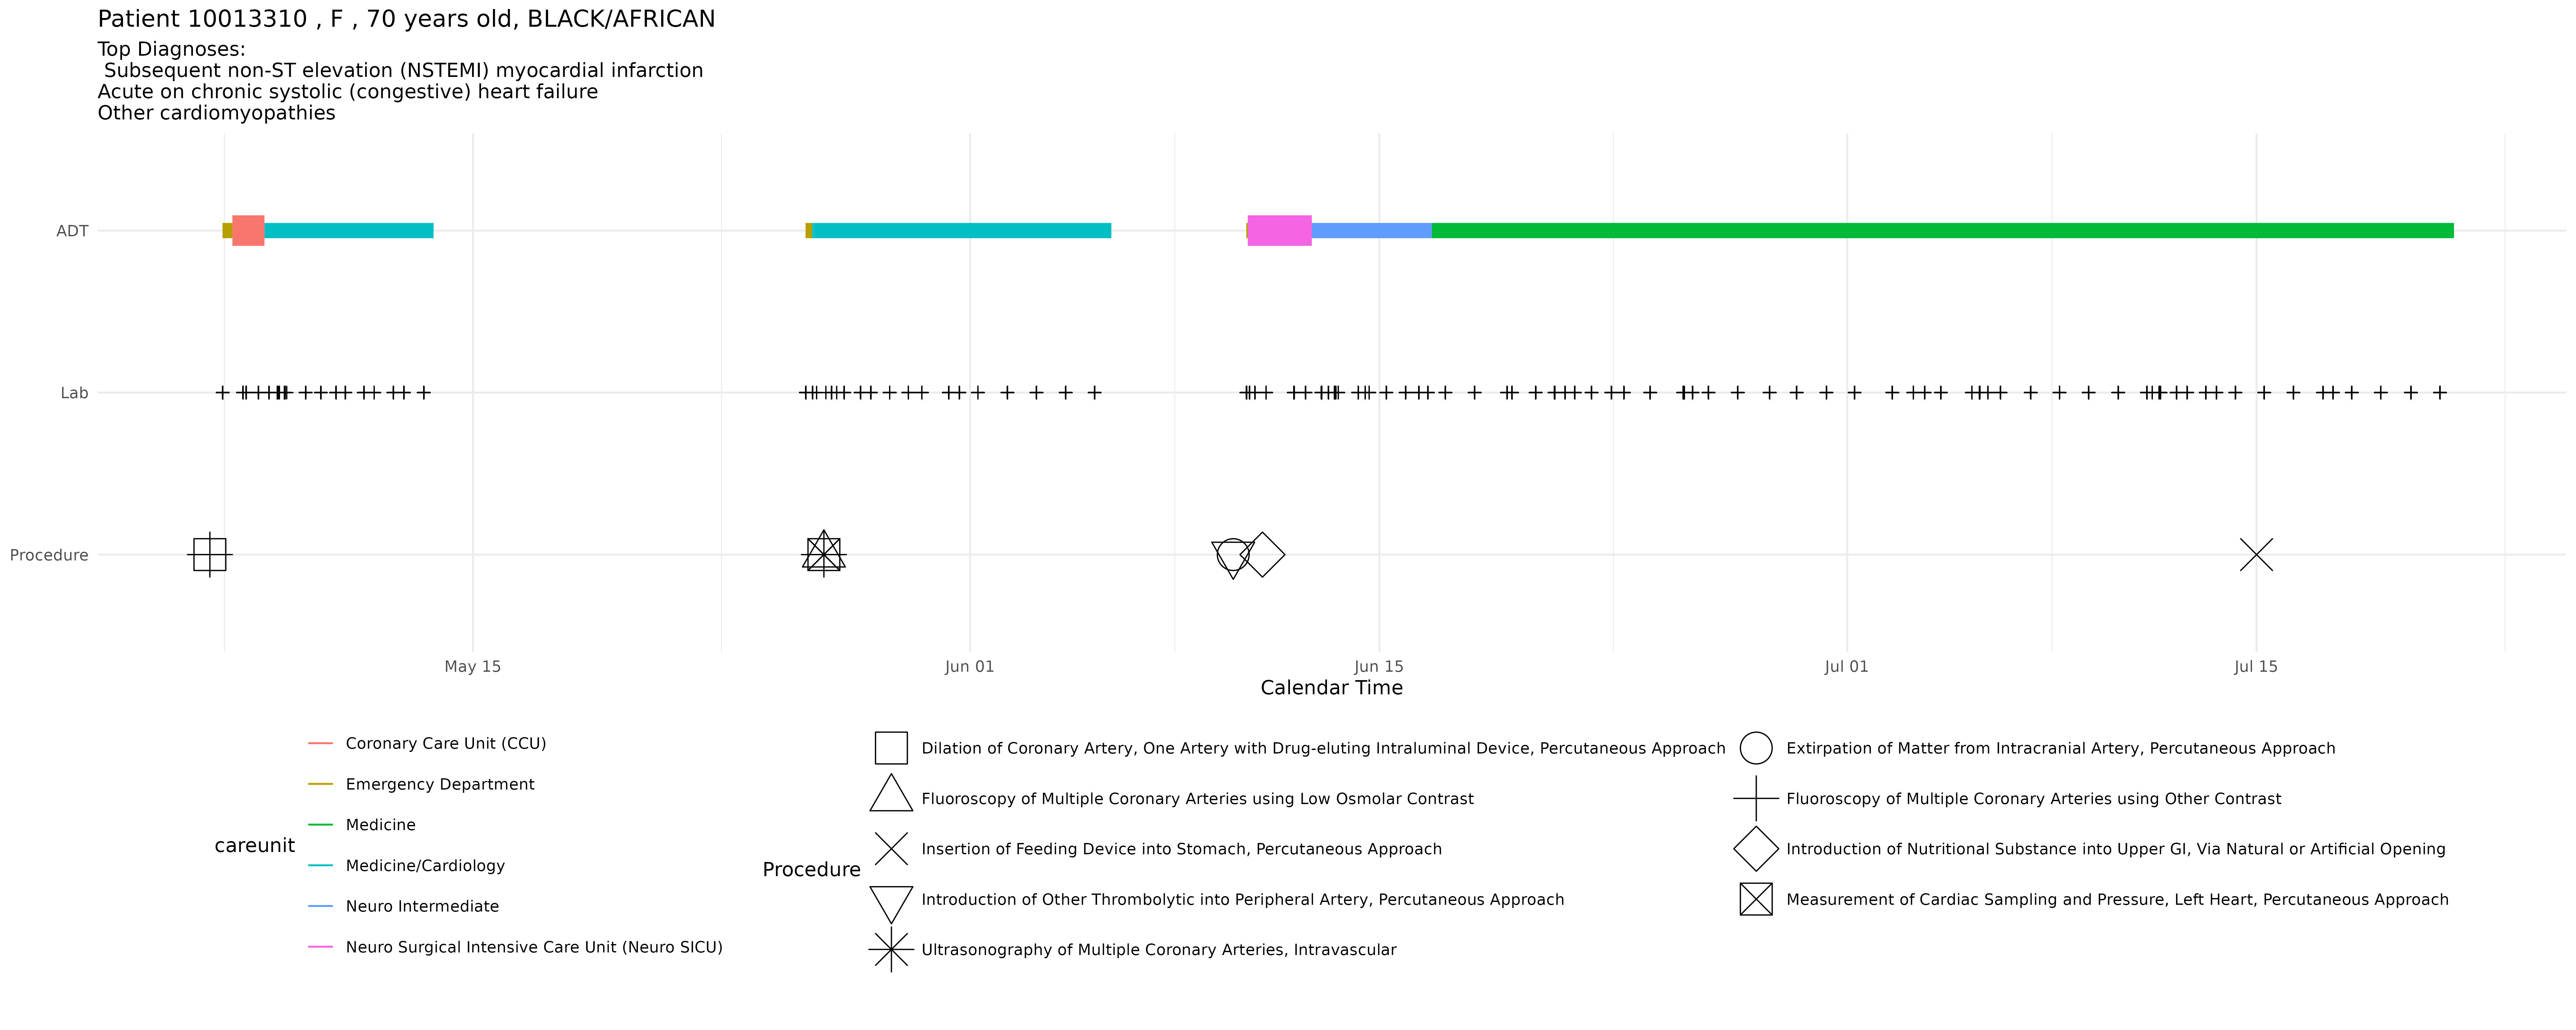 Patient 10013310 , F , 70 years old, BLACK/AFRICAN
Top Diagnoses:
Subsequent non-ST elevation (NSTEMI) myocardial infarction
Acute on chronic systolic (congestive) heart failure
Other cardiomyopathies
ADT
Lab
Procedure
May 15
Jun 01
Jun 15
Jul 01
Jul 15
Calendar Time
careunit
Coronary Care Unit (CCU)
Emergency Department
Medicine
Medicine/Cardiology
Neuro Intermediate
Neuro Surgical Intensive Care Unit (Neuro SICU)
Procedure
Dilation of Coronary Artery, One Artery with Drug-eluting Intraluminal Device, Percutaneous Approach
Fluoroscopy of Multiple Coronary Arteries using Low Osmolar Contrast
Insertion of Feeding Device into Stomach, Percutaneous Approach
Introduction of Other Thrombolytic into Peripheral Artery, Percutaneous Approach
Ultrasonography of Multiple Coronary Arteries, Intravascular
Extirpation of Matter from Intracranial Artery, Percutaneous Approach
Fluoroscopy of Multiple Coronary Arteries using Other Contrast
Introduction of Nutritional Substance into Upper GI, Via Natural or Artificial Opening
Measurement of Cardiac Sampling and Pressure, Left Heart, Percutaneous Approach